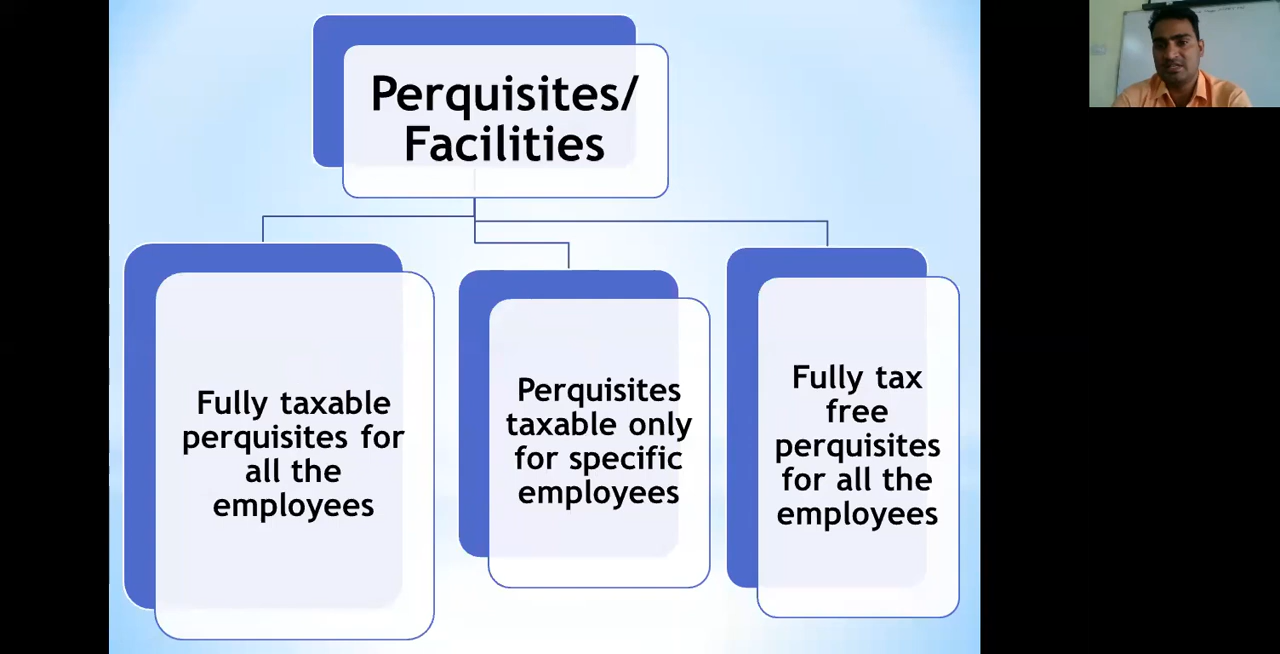 Perquisites/
Facilities
Fully taxable
perquisites for
all the
employees
Perquisites
taxable only
for specific
employees
Fully tax
free
perquisites
for all the
employees